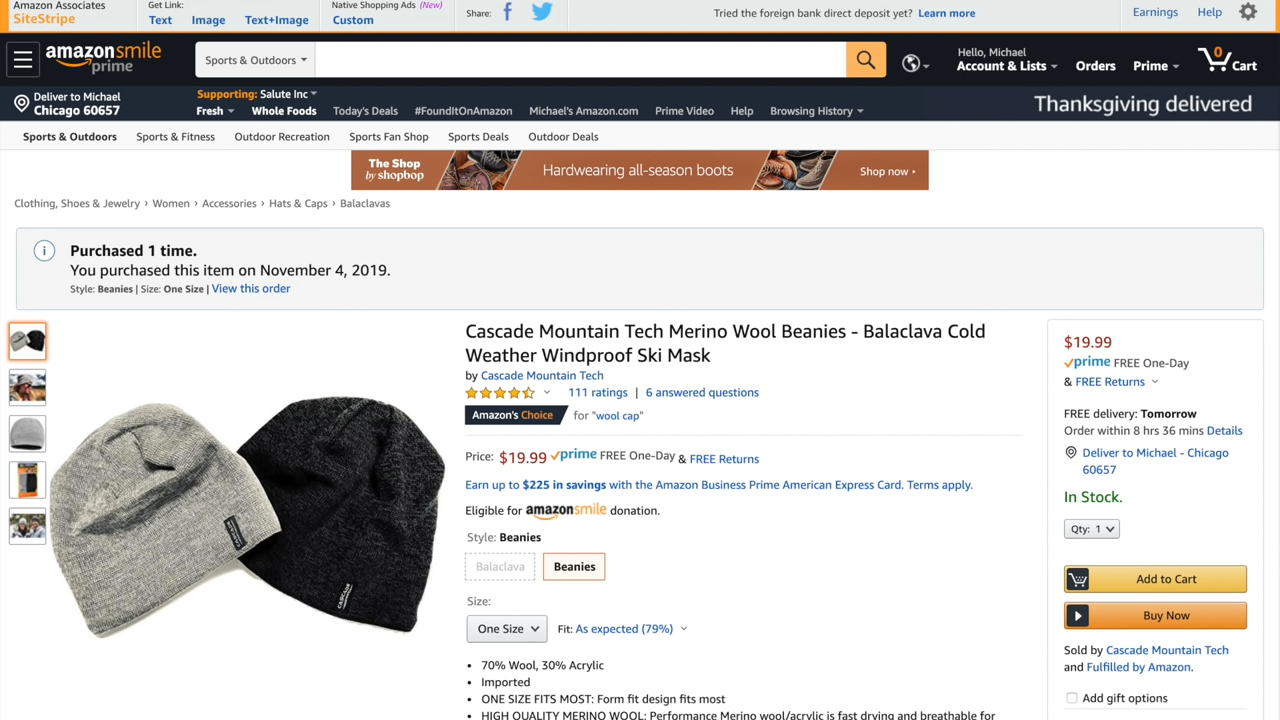 Amazon Associates
SiteStripe
Get Link:
Text Image Text+Image
Native Shopping Ads (New)
Custom
Share:
Tried the foreign bank direct deposit yet? Learn more
Earnings Help
amazonsmile
prime
Sports & Outdoors
Hello, Michael
Account & Lists
Orders
Prime
0
Cart
Deliver to Michael
Chicago 60657
Supporting: Salute Inc
Fresh Whole Foods Today's Deals #FoundItOnAmazon Michael's Amazon.com Prime Video Help Browsing History
Thanksgiving delivered
Sports & Outdoors Sports & Fitness Outdoor Recreation Sports Fan Shop Sports Deals Outdoor Deals
The Shop
by shopbop
Hardwearing all-season boots
Shop now ▸
Clothing, Shoes & Jewelry › Women › Accessories › Hats & Caps › Balaclavas
i
Purchased 1 time.
You purchased this item on November 4, 2019.
Style: Beanies | Size: One Size | View this order
CASCADE
Cascade Mountain Tech Merino Wool Beanies - Balaclava Cold
Weather Windproof Ski Mask
by Cascade Mountain Tech
111 ratings | 6 answered questions
Amazon's Choice for "wool cap"
Price: $19.99 prime FREE One-Day & FREE Returns
Earn up to $225 in savings with the Amazon Business Prime American Express Card. Terms apply.
Eligible for amazonsmile donation.
Style: Beanies
Balaclava Beanies
Size:
One Size Fit: As expected (79%)
• 70% Wool, 30% Acrylic
• Imported
• ONE SIZE FITS MOST: Form fit design fits most
• HIGH QUALITY MERINO WOOL: Performance Merino wool/acrylic is fast drying and breathable for
$19.99
prime FREE One-Day
& FREE Returns
FREE delivery: Tomorrow
Order within 8 hrs 36 mins Details
Deliver to Michael - Chicago
60657
In Stock.
Qty: 1
Add to Cart
Buy Now
Sold by Cascade Mountain Tech
and Fulfilled by Amazon.
Add gift options